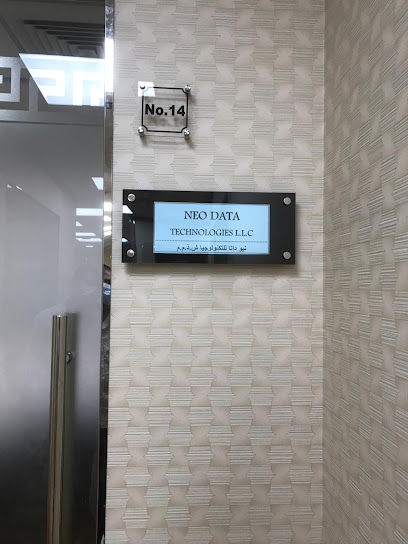 No.14
NEO DATA
TECHNOLOGIES L.L.C
نيو داتا للتكنولوجيا ش.ذ.م.م